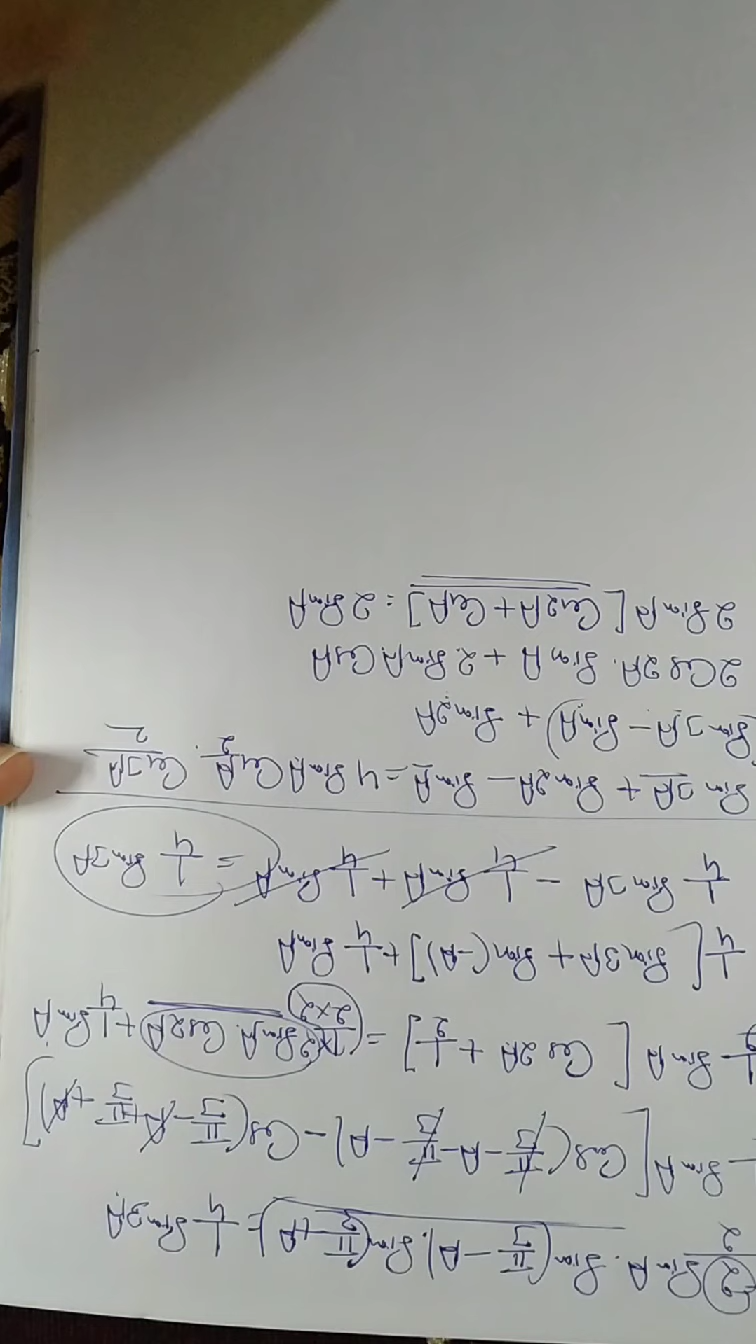 2/2 Sin A . Sin(π/3 - A) Sin(π/3 + A) = 1/4 Sin 3A
- Sin A [Cos(π/3 - A - π/3 - A) - Cos(π/3 - A + π/3 + A)]
1/2 Sin A [Cos 2A + 1/2] = 1×2 Sin A . Cos 2A / 2×2 + 1/4 Sin A
1/4 [Sin 3A + Sin(-A)] + 1/4 Sin A
1/4 Sin 3A - 1/4 Sin A + 1/4 Sin A = 1/4 Sin 3A
Sin 3A + Sin 2A - Sin A = 4 Sin A Cos A/2 . Cos 3A/2
Sin 3A - Sin A) + Sin 2A
2 Cos 2A . Sin A + 2 Sin A Cos A
2 Sin A [Cos 2A + Cos A] = 2 Sin A